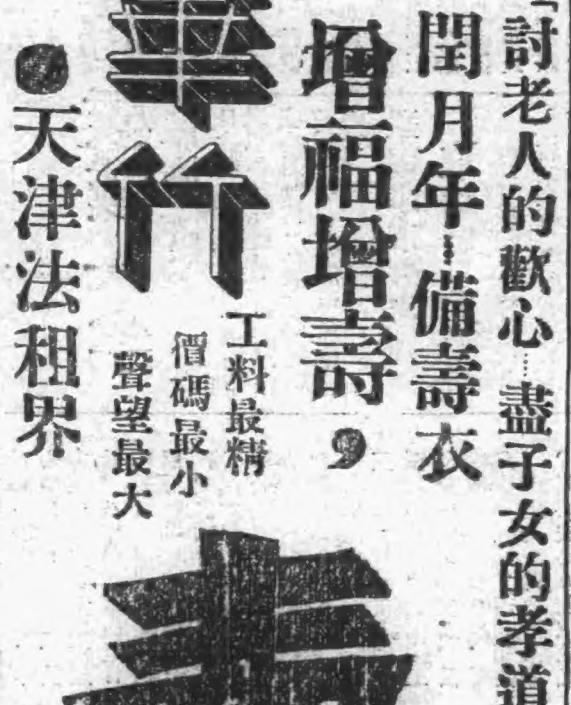 「討老人的歡心……盡子女的孝道
閏月年…備壽衣
增福增壽，
華竹
工料最精
價碼最小
聲望最大
●天津法租界